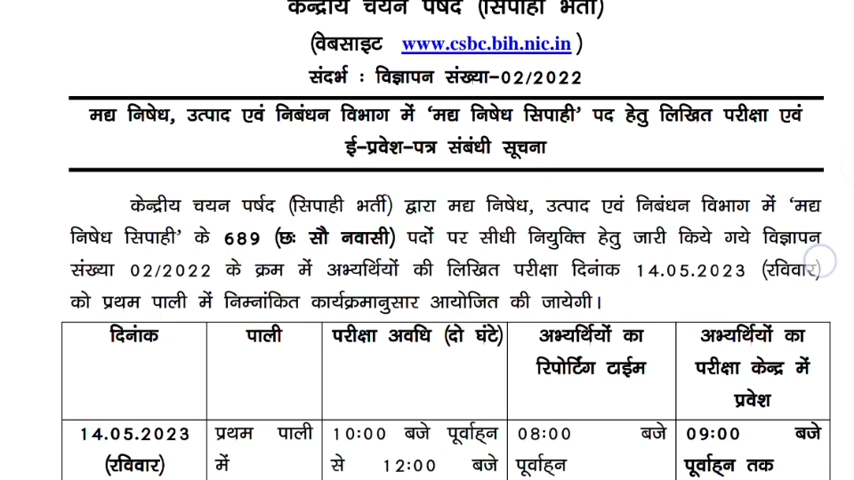 केन्द्रीय चयन पर्षद (सिपाही भर्ती)
(वेबसाइट www.csbc.bih.nic.in )
संदर्भ : विज्ञापन संख्या-02/2022
मद्य निषेध, उत्पाद एवं निबंधन विभाग में ‘मद्य निषेध सिपाही’ पद हेतु लिखित परीक्षा एवं
ई-प्रवेश-पत्र संबंधी सूचना
केन्द्रीय चयन पर्षद (सिपाही भर्ती) द्वारा मद्य निषेध, उत्पाद एवं निबंधन विभाग में ‘मद्य
निषेध सिपाही’ के 689 (छः सौ नवासी) पदों पर सीधी नियुक्ति हेतु जारी किये गये विज्ञापन
संख्या 02/2022 के क्रम में अभ्यर्थियों की लिखित परीक्षा दिनांक 14.05.2023 (रविवार)
को प्रथम पाली में निम्नांकित कार्यक्रमानुसार आयोजित की जायेगी।
दिनांक पाली परीक्षा अवधि (दो घंटे) अभ्यर्थियों का अभ्यर्थियों का
रिपोर्टिंग टाईम परीक्षा केन्द्र में
प्रवेश
14.05.2023 प्रथम पाली 10:00 बजे पूर्वाह्न 08:00 बजे 09:00 बजे
(रविवार) में से 12:00 बजे पूर्वाह्न पूर्वाह्न तक